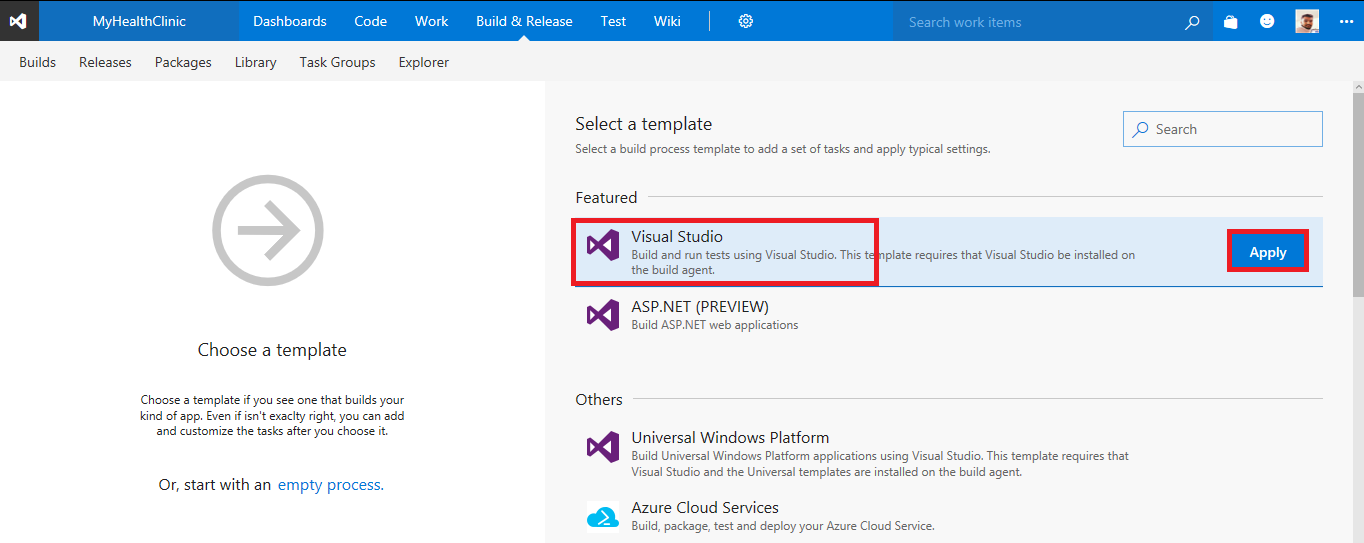 MyHealthClinic Dashboards Code Work Build & Release Test Wiki Search work items
Builds Releases Packages Library Task Groups Explorer
Choose a template
Choose a template if you see one that builds your
kind of app. Even if isn't exaclty right, you can add
and customize the tasks after you choose it.
Or, start with an empty process.
Select a template
Search
Select a build process template to add a set of tasks and apply typical settings.
Featured
Visual Studio
Build and run tests using Visual Studio. This template requires that Visual Studio be installed on
the build agent.
Apply
ASP.NET (PREVIEW)
Build ASP.NET web applications
Others
Universal Windows Platform
Build Universal Windows Platform applications using Visual Studio. This template requires that
Visual Studio and the Universal templates are installed on the build agent.
Azure Cloud Services
Build, package, test and deploy your Azure Cloud Service.